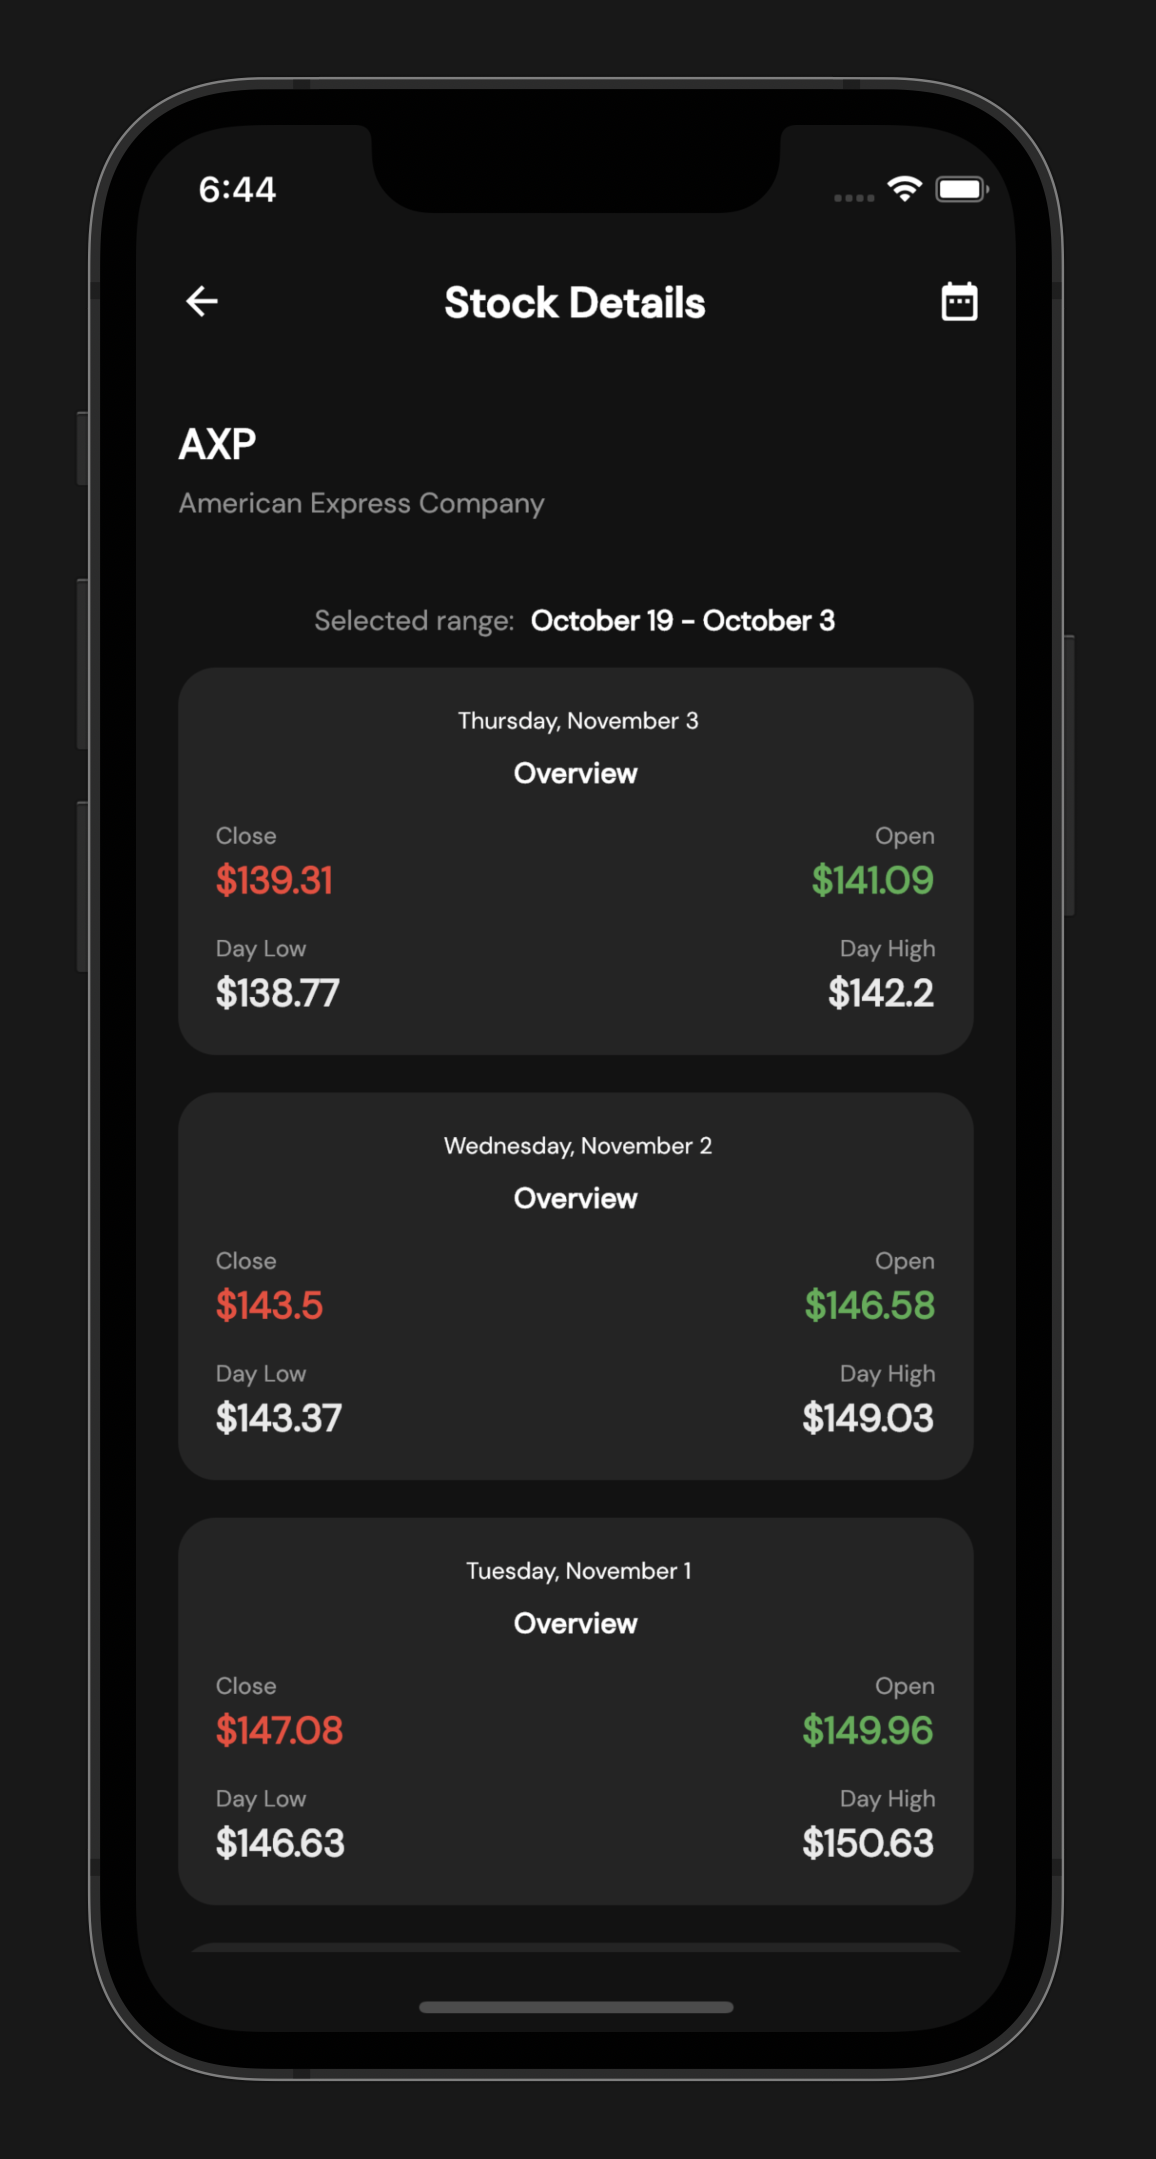 6:44
Stock Details
AXP
American Express Company
Selected range: October 19 - October 3
Thursday, November 3
Overview
Close Open
$139.31 $141.09
Day Low Day High
$138.77 $142.2
Wednesday, November 2
Overview
Close Open
$143.5 $146.58
Day Low Day High
$143.37 $149.03
Tuesday, November 1
Overview
Close Open
$147.08 $149.96
Day Low Day High
$146.63 $150.63